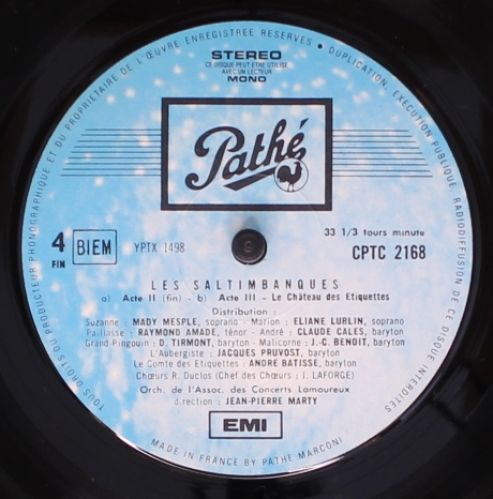 TOUS DROITS DU PRODUCTEUR PHONOGRAPHIQUE ET DU PROPRIETAIRE DE L'ŒUVRE ENREGISTREE RESERVES • DUPLICATION, EXECUTION PUBLIQUE, RADIODIFFUSION DE CE DISQUE INTERDITES
STEREO
CE DISQUE PEUT ETRE UTILISE
AVEC UN LECTEUR
MONO
Pathé
33 1/3 tours minute
4 BIEM YPTX 1498 CPTC 2168
FIN
LES SALTIMBANQUES
a) Acte II (fin) - b) Acte III - Le Château des Etiquettes
Distribution :
Suzanne : MADY MESPLE, soprano - Marion : ELIANE LUBLIN, soprano
Paillasse : RAYMOND AMADE, ténor - André : CLAUDE CALES, baryton
Grand Pingouin : D. TIRMONT, baryton - Malicorne : J.-C. BENOIT, baryton
L'Aubergiste : JACQUES PRUVOST, baryton
Le Comte des Etiquettes : ANDRE BATISSE, baryton
Chœurs R. Duclos (Chef des Chœurs : J. LAFORGE)
Orch. de l'Assoc. des Concerts Lamoureux
direction : JEAN-PIERRE MARTY
EMI
MADE IN FRANCE BY PATHE MARCONI